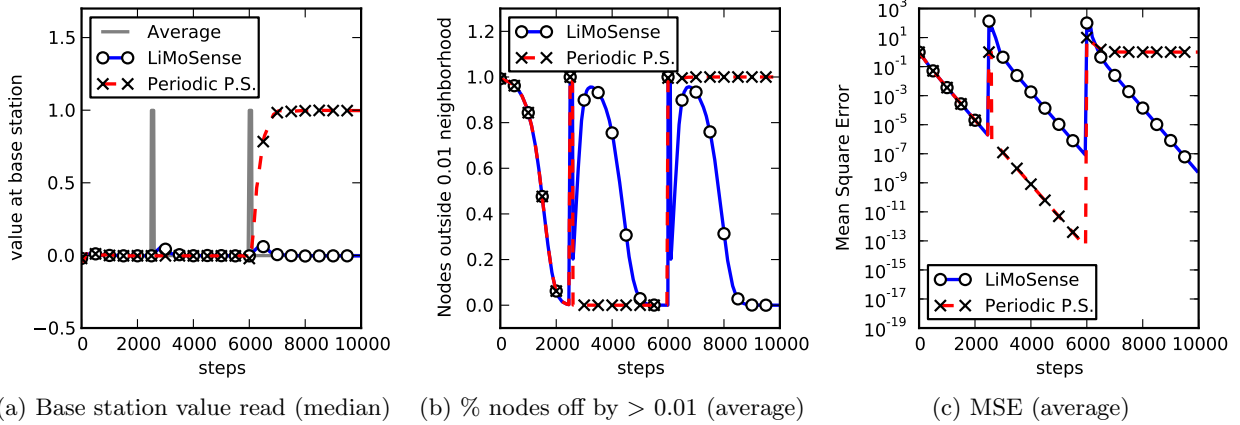 1.5
1.0
0.5
0.0
−0.5
value at base station
Average
LiMoSense
Periodic P.S.
0 2000 4000 6000 8000 10000
steps
1.2
1.0
0.8
0.6
0.4
0.2
0.0
Nodes outside 0.01 neighborhood
LiMoSense
Periodic P.S.
0 2000 4000 6000 8000 10000
steps
10^3
10^1
10^-1
10^-3
10^-5
10^-7
10^-9
10^-11
10^-13
10^-15
10^-17
10^-19
Mean Square Error
LiMoSense
Periodic P.S.
0 2000 4000 6000 8000 10000
steps
a) Base station value read (median)
(b) % nodes off by > 0.01 (average)
(c) MSE (average)